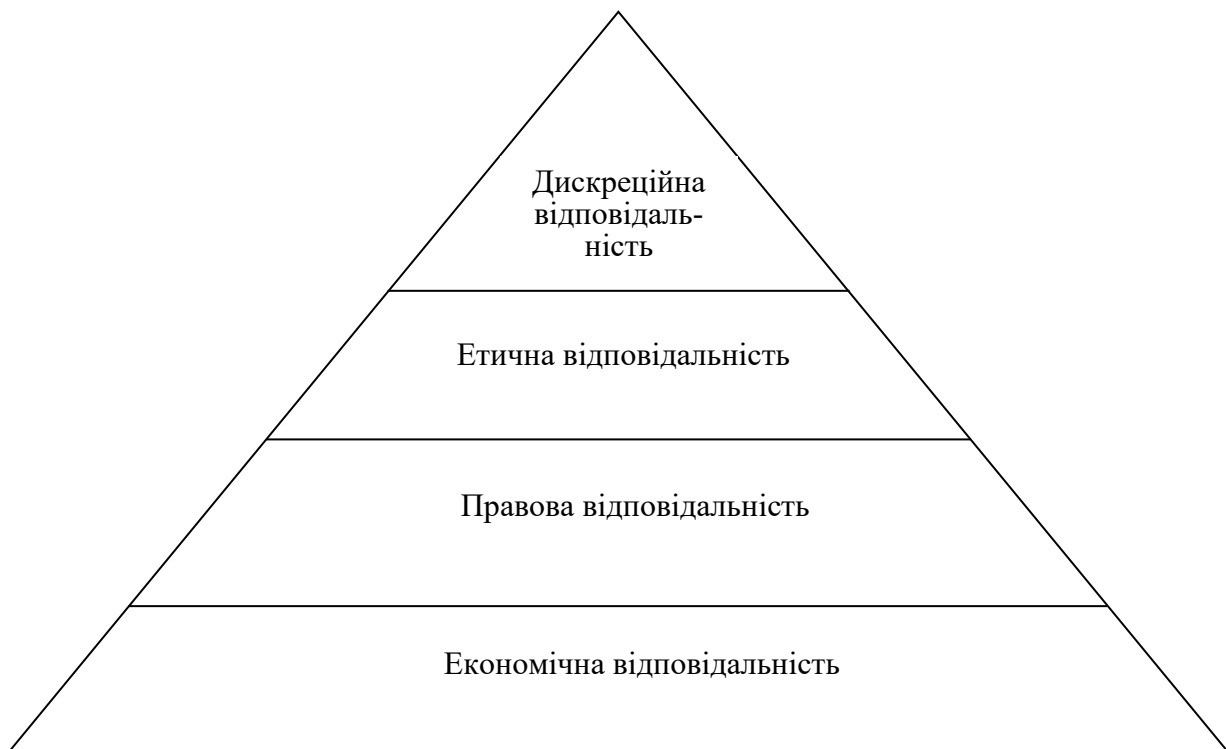 Дискреційна
відповідаль-
ність
Етична відповідальність
Правова відповідальність
Економічна відповідальність